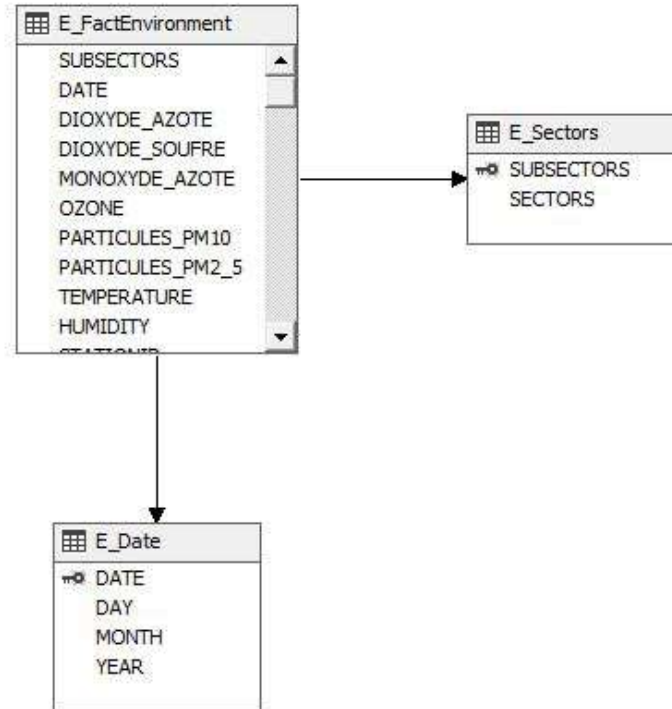 E_FactEnvironment
SUBSECTORS
DATE
DIOXYDE_AZOTE
DIOXYDE_SOUFRE
MONOXYDE_AZOTE
OZONE
PARTICULES_PM10
PARTICULES_PM2_5
TEMPERATURE
HUMIDITY
E_Sectors
SUBSECTORS
SECTORS
E_Date
DATE
DAY
MONTH
YEAR